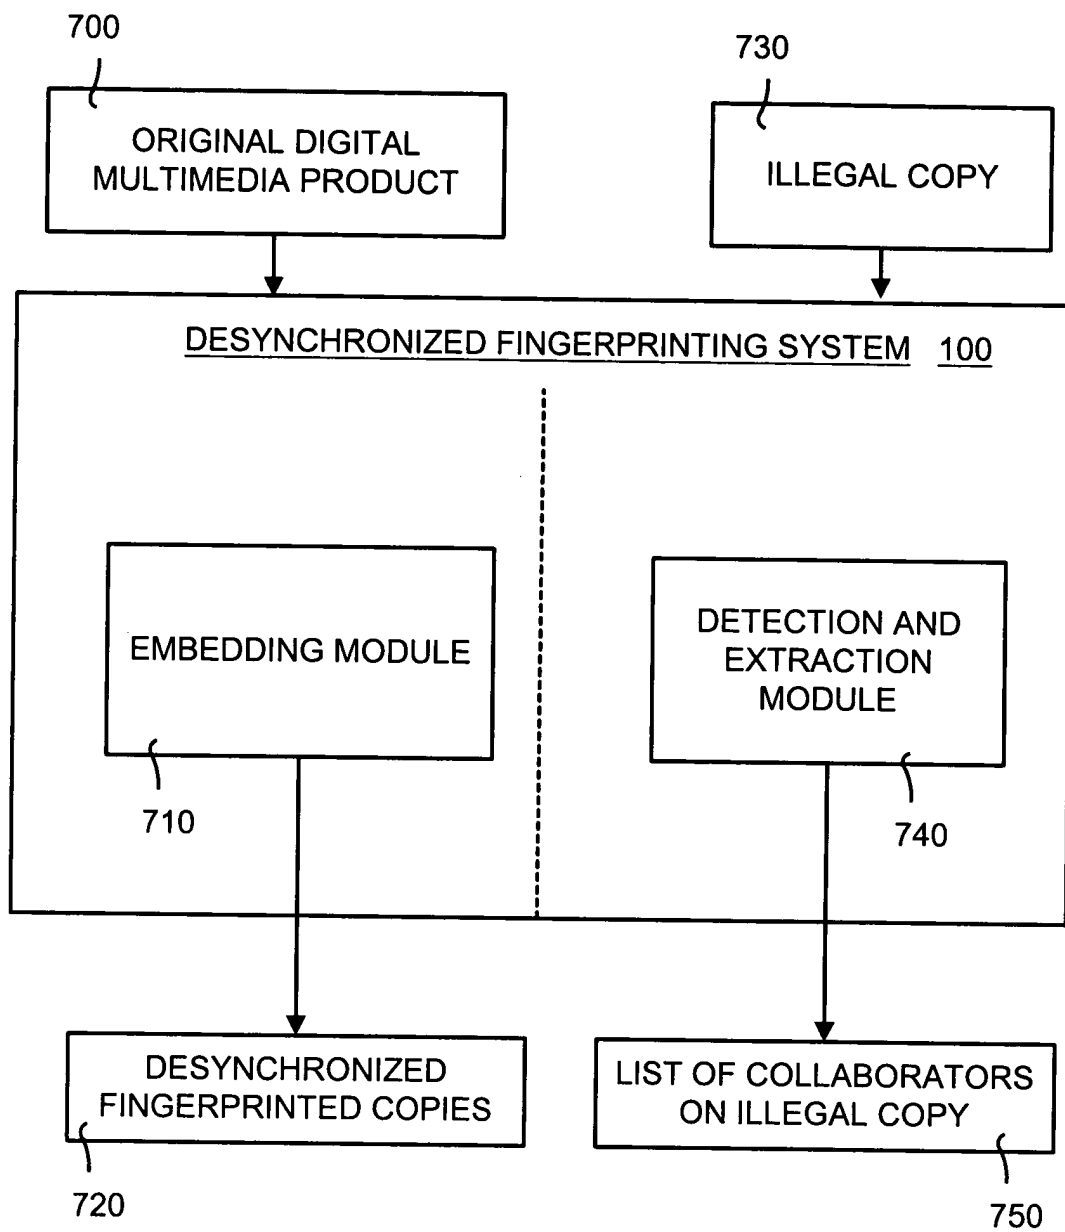 700
730
ORIGINAL DIGITAL
MULTIMEDIA PRODUCT
ILLEGAL COPY
DESYNCHRONIZED FINGERPRINTING SYSTEM 100
EMBEDDING MODULE
DETECTION AND
EXTRACTION
MODULE
710
740
DESYNCHRONIZED
FINGERPRINTED COPIES
LIST OF COLLABORATORS
ON ILLEGAL COPY
720
750